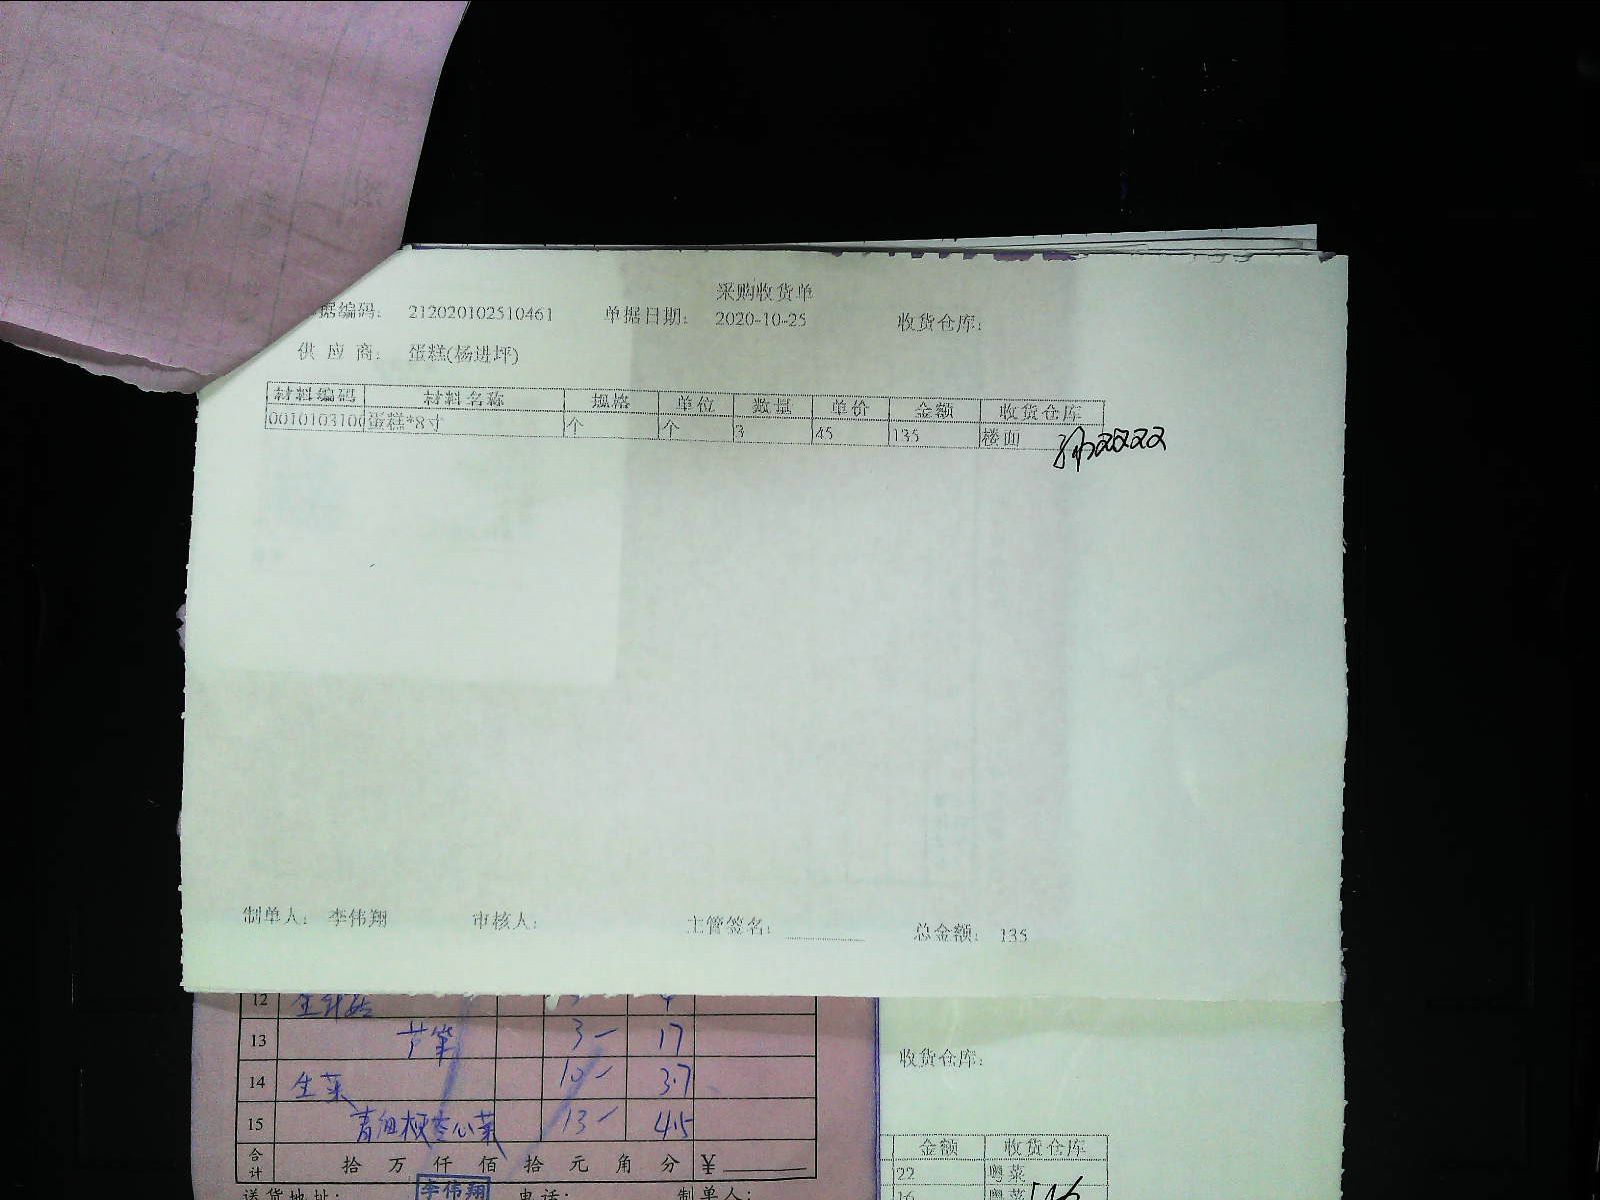 采购收货单
据编码: 212020102510461 单据日期: 2020-10-25 收货仓库:
供 应 商: 蛋糕(杨进坪)
材料编码 材料名称 规格 单位 数量 单价 金额 收货仓库
0010103100 蛋糕*8寸 个 个 3 45 135 楼面
制单人: 李伟翔 审核人: 主管签名: 总金额: 135
12
13 芦笋 3- 17
14 生菜 10- 3.7
15 青细梗空心菜 13- 4.5
合计 拾 万 仟 佰 拾 元 角 分 ¥
送货地址: 李伟翔 电话: 制单人:
收货仓库:
金额 收货仓库
22 粤菜
16 粤菜